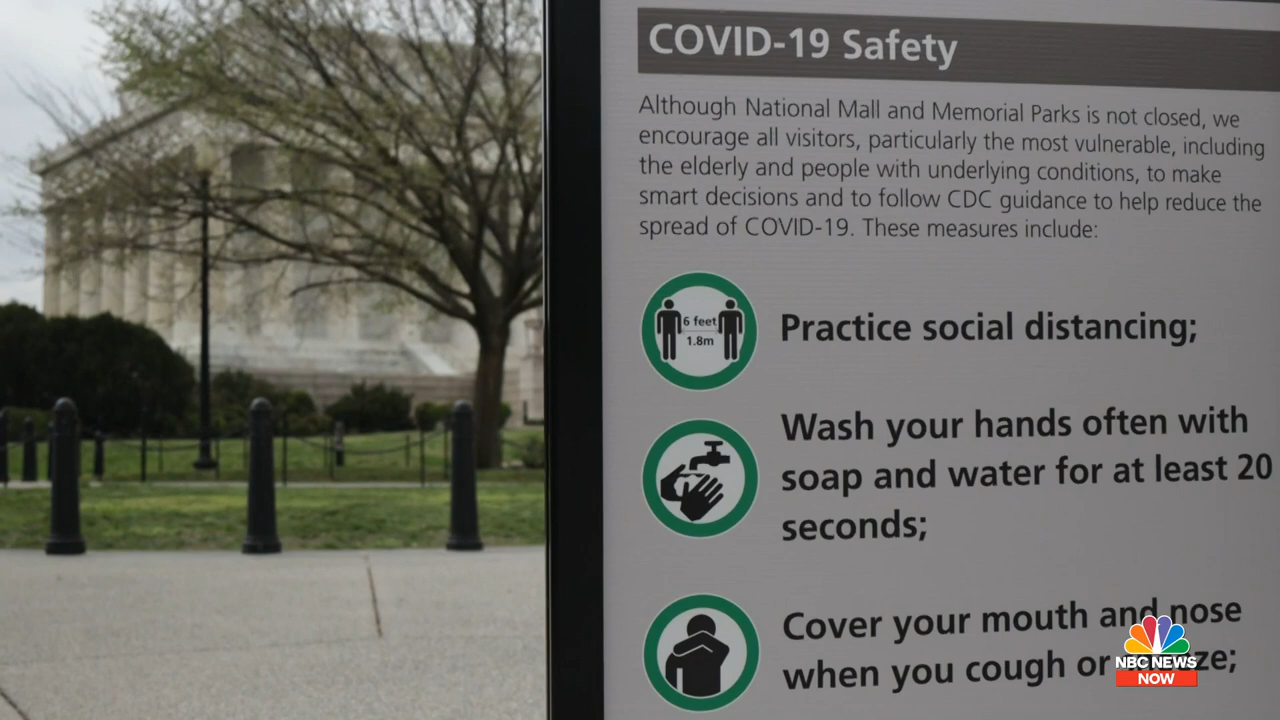 COVID-19 Safety
Although National Mall and Memorial Parks is not closed, we
encourage all visitors, particularly the most vulnerable, including
the elderly and people with underlying conditions, to make
smart decisions and to follow CDC guidance to help reduce the
spread of COVID-19. These measures include:
6 feet
1.8m
Practice social distancing;
Wash your hands often with
soap and water for at least 20
seconds;
Cover your mouth and nose
when you cough or sneeze;
NBC NEWS
NOW